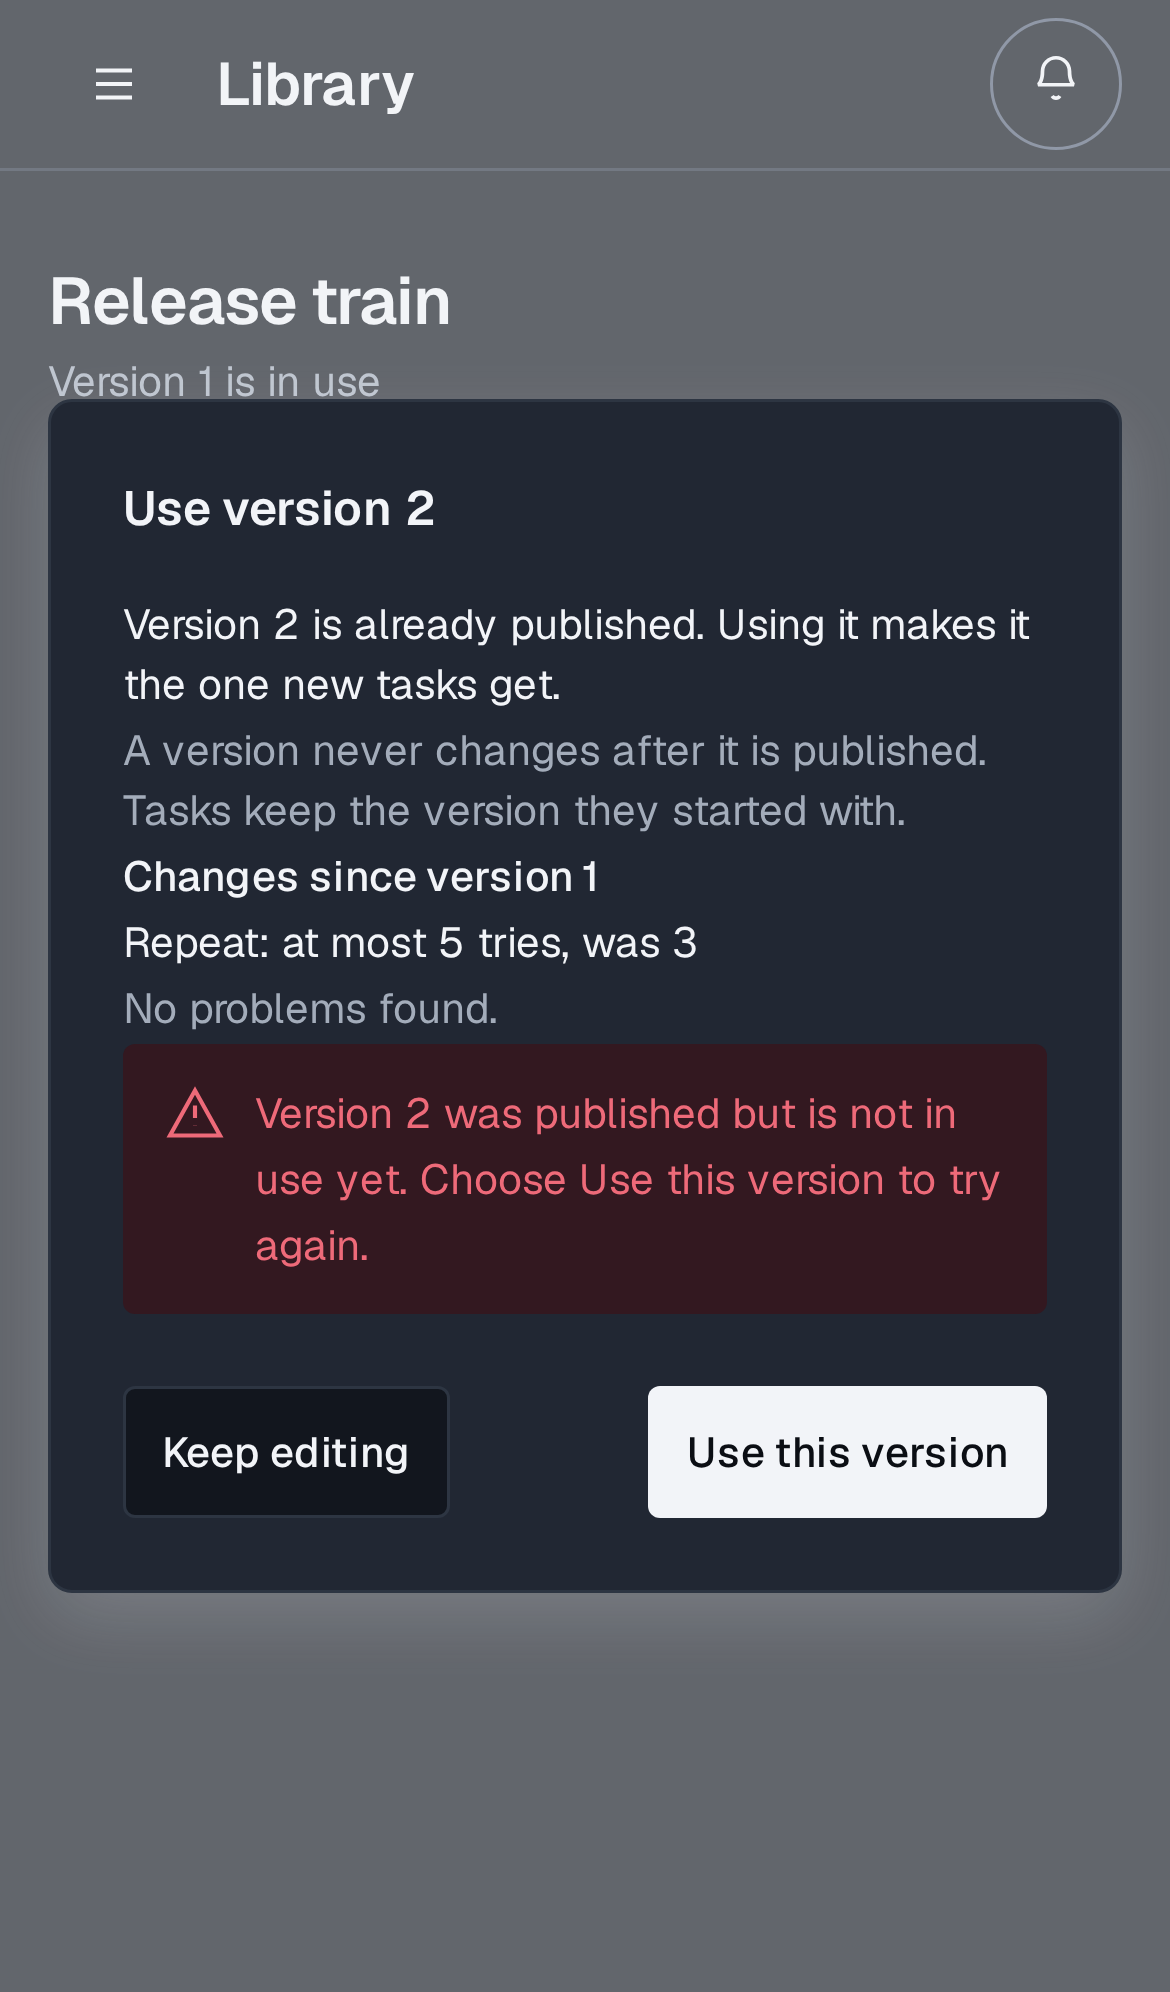 Library
Release train
Version 1 is in use
Use version 2
Version 2 is already published. Using it makes it
the one new tasks get.
A version never changes after it is published.
Tasks keep the version they started with.
Changes since version 1
Repeat: at most 5 tries, was 3
No problems found.
Version 2 was published but is not in
use yet. Choose Use this version to try
again.
Keep editing
Use this version